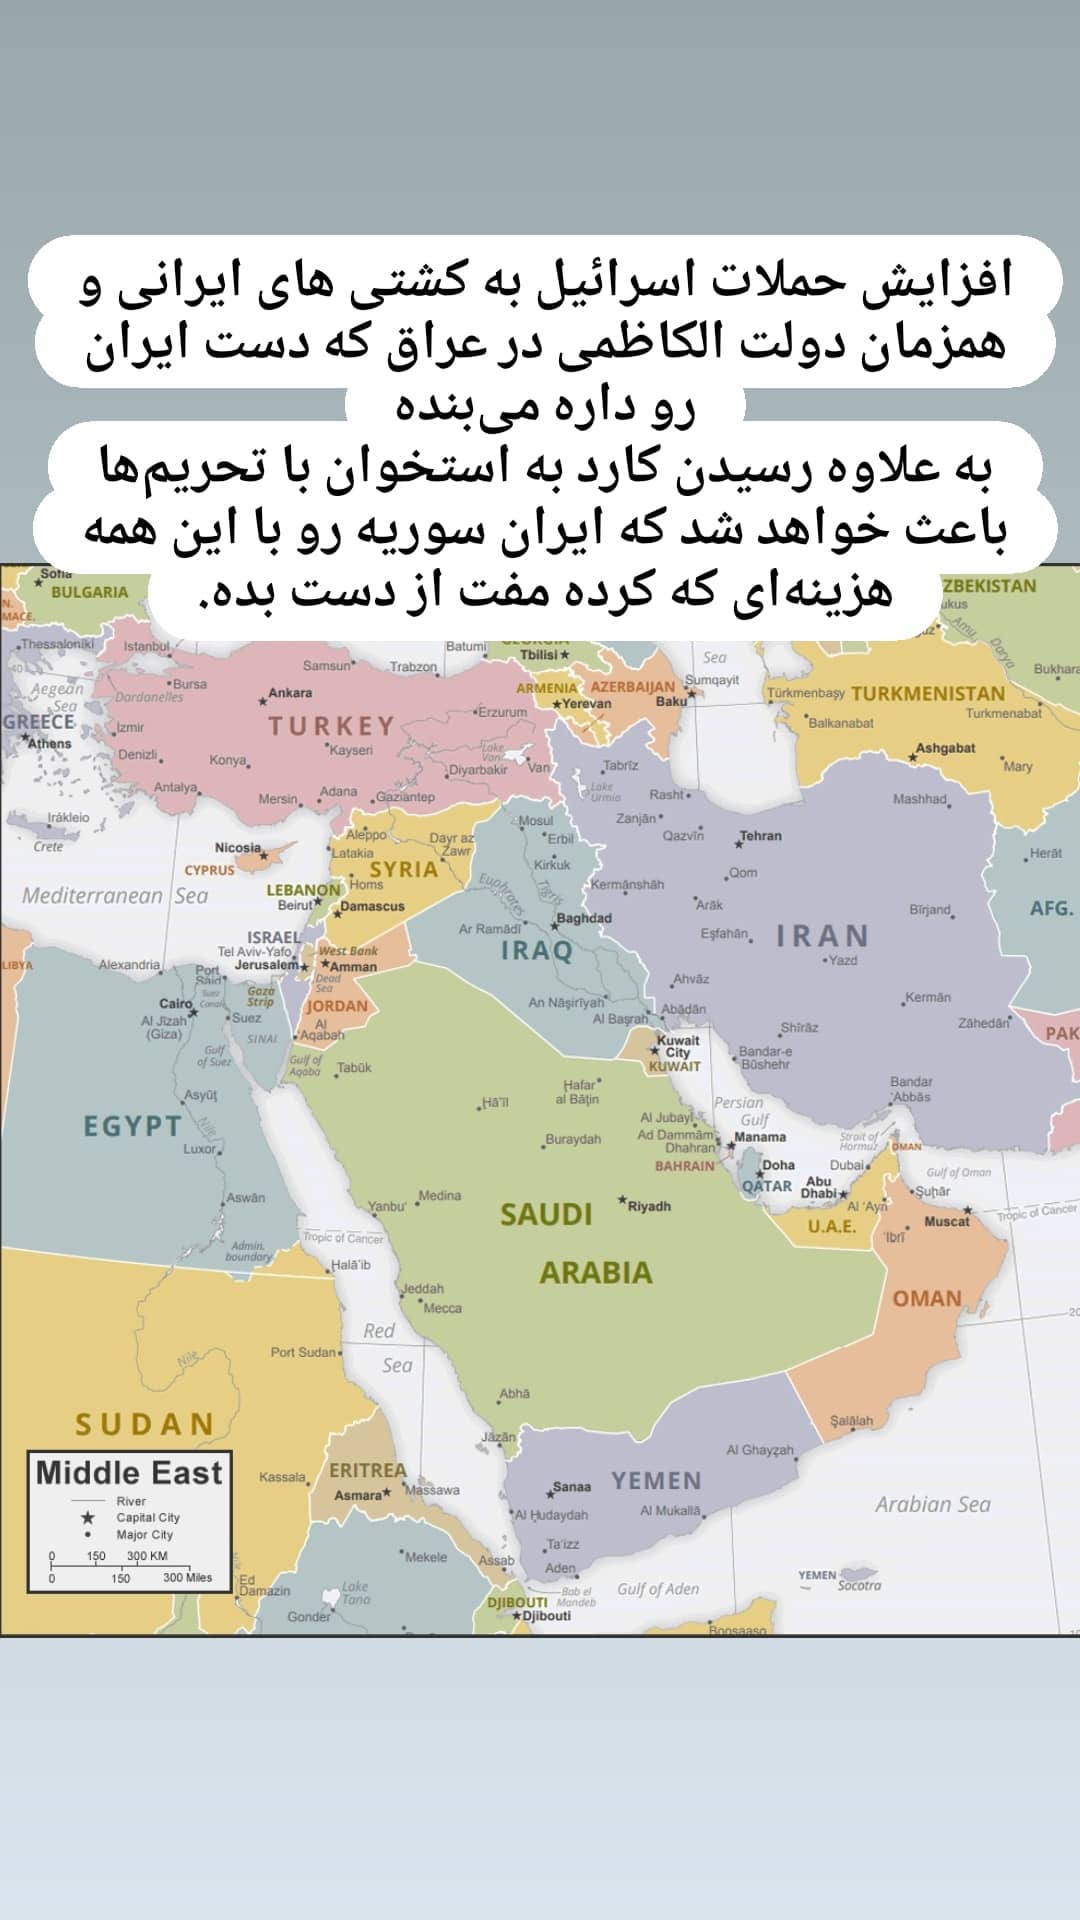 افزایش حملات اسرائیل به کشتی های ایرانی و
همزمان دولت الکاظمی در عراق که دست ایران
رو داره می‌بنده
به علاوه رسیدن کارد به استخوان با تحریم‌ها
باعث خواهد شد که ایران سوریه رو با این همه
هزینه‌ای که کرده مفت از دست بده.
Sofia
BULGARIA
ZBEKISTAN
ukus
N.
MACE.
Thessaloníki
Istanbul
Samsun
Trabzon
Batumi
GEORGIA
Tbilisi
Sea
Amu
Darya
Bukhara
40
Aegean
Sea
Dardanelles
Bursa
Ankara
ARMENIA
AZERBAIJAN
Yerevan
Baku
Sumqayit
Türkmenbaşy
TURKMENISTAN
Turkmenabat
GREECE
Athens
İzmir
TURKEY
Erzurum
Balkanabat
Denizli
Konya
Kayseri
Lake
Van
Van
Diyarbakir
Tabrīz
Ashgabat
Mary
Antalya
Mersin
Adana
Gaziantep
Lake
Urmia
Rasht
Mashhad
Irákleio
Crete
Zanjān
Qazvīn
Tehran
Mosul
Erbil
Nicosia
CYPRUS
Aleppo
Latakia
Dayr az
Zawr
SYRIA
Kirkuk
Qom
Herāt
Mediterranean Sea
LEBANON
Beirut
Homs
Damascus
Euphrates
Tigris
Kermānshāh
Arāk
Bīrjand
AFG.
ISRAEL
Tel Aviv-Yafo
Jerusalem
West Bank
Amman
Dead
Sea
Ar Ramādī
Baghdad
IRAQ
Eşfahān
IRAN
Yazd
LIBYA
Alexandria
Port
Said
Suez
Canal
Gaza
Strip
JORDAN
Cairo
Al Jīzah
(Giza)
Suez
SINAI
Al
'Aqabah
An Nāşirīyah
Al Başrah
Ahvāz
Abādān
Kermān
Shīrāz
Zāhedān
PAK
Gulf
of Suez
Gulf of
Aqaba
Tabūk
Kuwait
City
KUWAIT
Bandar-e
Būshehr
Bandar
'Abbās
Asyūţ
EGYPT
Nile
Luxor
Hā'īl
Ḩafar
al Bāţin
Buraydah
Al Jubayl
Ad Dammām
Dhahran
BAHRAIN
Manama
Persian
Gulf
Strait of
Hormuz
OMAN
Doha
QATAR
Dubai
Abu
Dhabi
Al 'Ayn
Gulf of Oman
Şuḩār
Tropic of Cancer
Aswān
Yanbu'
Medina
SAUDI
ARABIA
Riyadh
U.A.E.
'Ibrī
Muscat
Admin.
boundary
Tropic of Cancer
Halā'ib
Jeddah
Mecca
OMAN
Red
Sea
Nile
Port Sudan
SUDAN
Abhā
Jāzān
Şalālah
Al Ghayzah
Middle East
River
Capital City
Major City
0 150 300 KM
0 150 300 Miles
Kassala
ERITREA
Asmara
Massawa
Sanaa
YEMEN
Al Ḩudaydah
Al Mukallā
Arabian Sea
Mekele
Assab
Ta'izz
Aden
Ed
Damazin
Lake
Tana
Gonder
DJIBOUTI
Djibouti
Bab el
Mandeb
Gulf of Aden
YEMEN
Socotra
Boosaaso